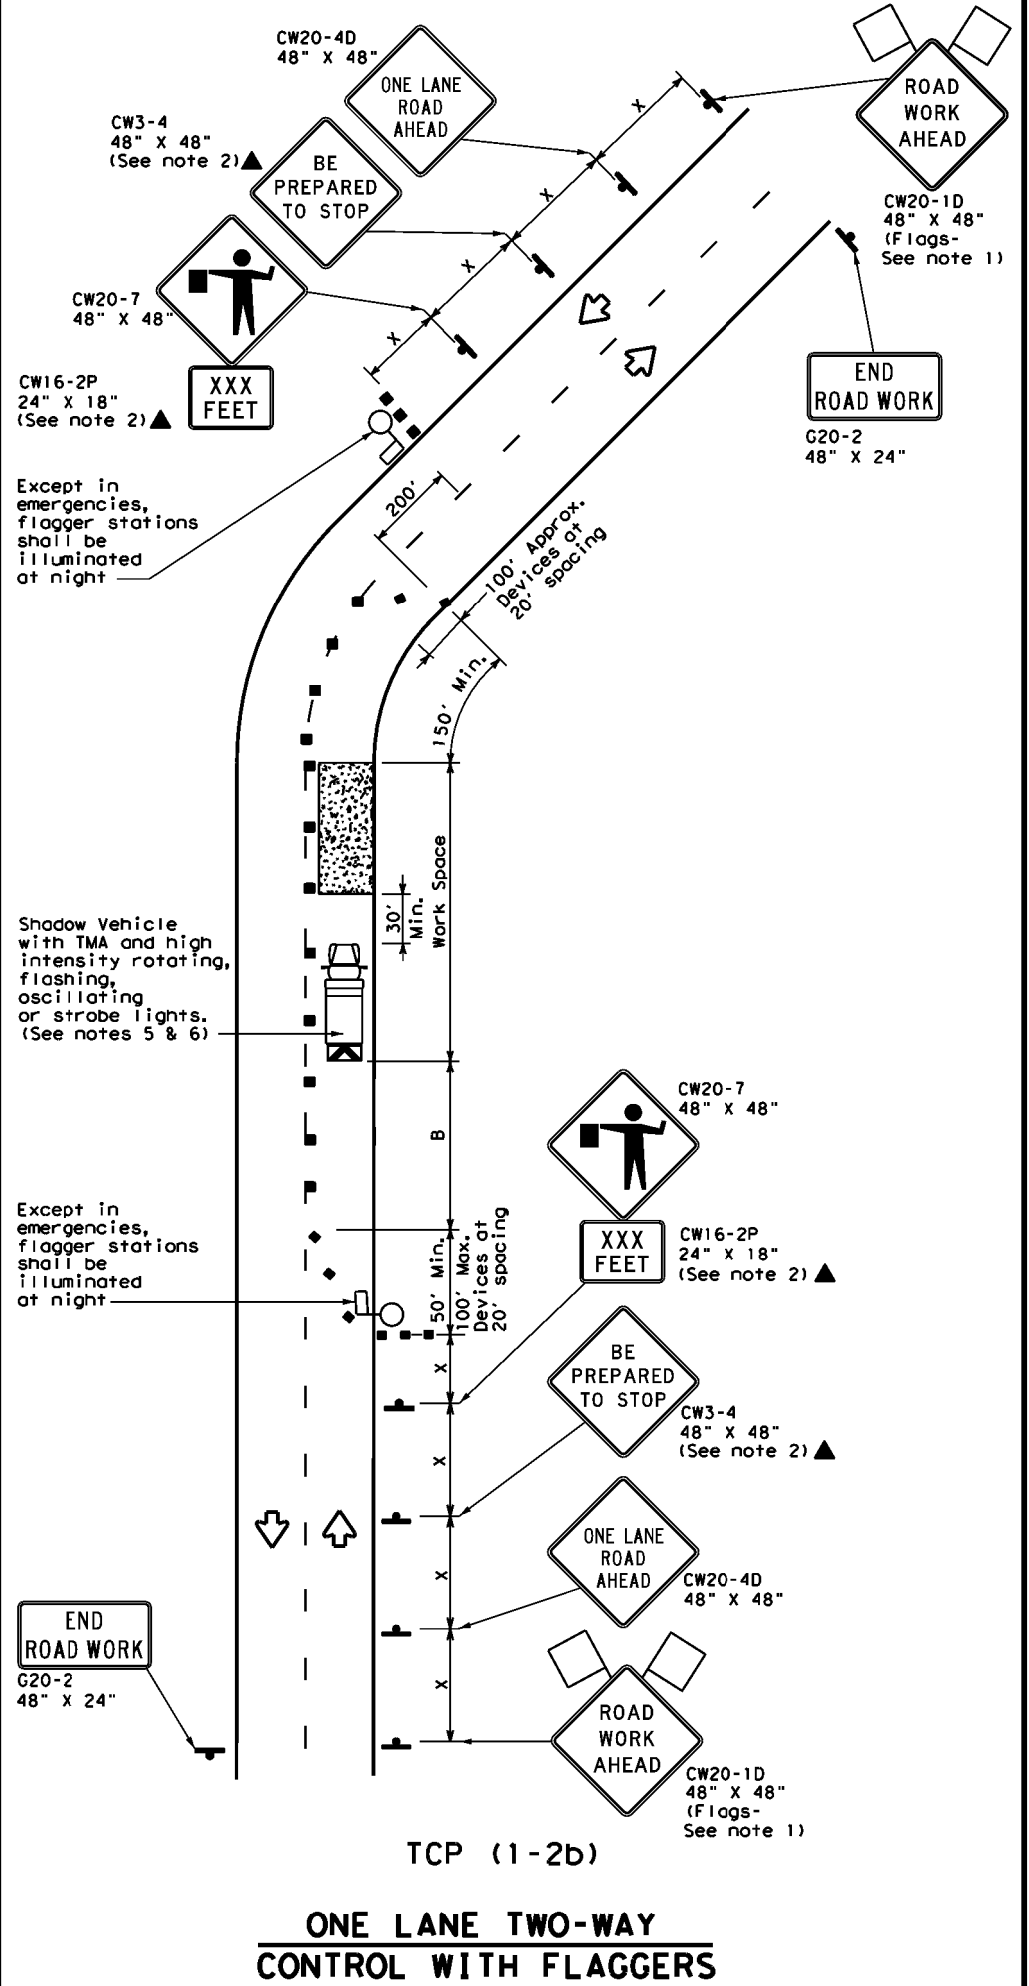 CW20-4D
48" X 48"
ONE LANE
ROAD
AHEAD
ROAD
WORK
AHEAD
CW20-1D
48" X 48"
(Flags-
See note 1)
CW3-4
48" X 48"
(See note 2)▲
BE
PREPARED
TO STOP
X
X
X
X
CW20-7
48" X 48"
CW16-2P
24" X 18"
(See note 2)▲
XXX
FEET
END
ROAD WORK
G20-2
48" X 24"
Except in
emergencies,
flagger stations
shall be
illuminated
at night
200'
100' Approx.
Devices at
20' spacing
150' Min.
Work Space
30'
Min.
Shadow Vehicle
with TMA and high
intensity rotating,
flashing,
oscillating
or strobe lights.
(See notes 5 & 6)
B
CW20-7
48" X 48"
XXX
FEET
CW16-2P
24" X 18"
(See note 2)▲
Except in
emergencies,
flagger stations
shall be
illuminated
at night
50' Min.
100' Max.
Devices at
20' spacing
X
X
X
X
BE
PREPARED
TO STOP
CW3-4
48" X 48"
(See note 2)▲
ONE LANE
ROAD
AHEAD
CW20-4D
48" X 48"
END
ROAD WORK
G20-2
48" X 24"
ROAD
WORK
AHEAD
CW20-1D
48" X 48"
(Flags-
See note 1)
TCP (1-2b)
ONE LANE TWO-WAY
CONTROL WITH FLAGGERS